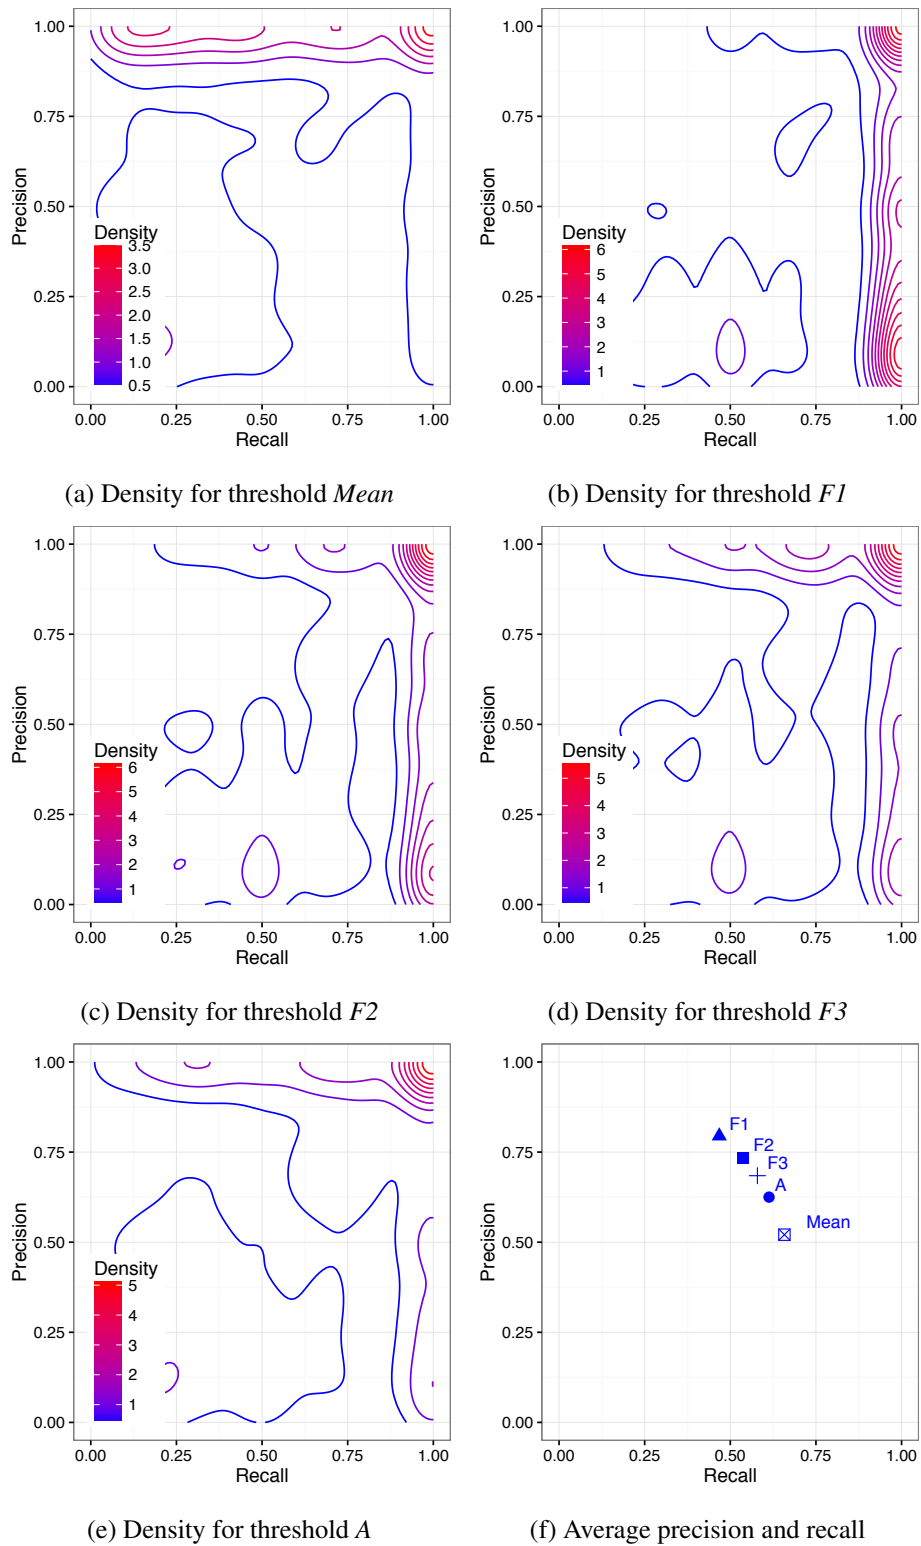 1.00
0.75
0.50
0.25
0.00
Precision
Density
3.5
3.0
2.5
2.0
1.5
1.0
0.5
0.00 0.25 0.50 0.75 1.00
Recall
(a) Density for threshold Mean
1.00
0.75
0.50
0.25
0.00
Precision
Density
6
5
4
3
2
1
0.00 0.25 0.50 0.75 1.00
Recall
(b) Density for threshold F1
1.00
0.75
0.50
0.25
0.00
Precision
Density
6
5
4
3
2
1
0.00 0.25 0.50 0.75 1.00
Recall
(c) Density for threshold F2
1.00
0.75
0.50
0.25
0.00
Precision
Density
5
4
3
2
1
0.00 0.25 0.50 0.75 1.00
Recall
(d) Density for threshold F3
1.00
0.75
0.50
0.25
0.00
Precision
Density
5
4
3
2
1
0.00 0.25 0.50 0.75 1.00
Recall
(e) Density for threshold A
1.00
0.75
0.50
0.25
0.00
Precision
F1
F2
F3
A
Mean
0.00 0.25 0.50 0.75 1.00
Recall
(f) Average precision and recall